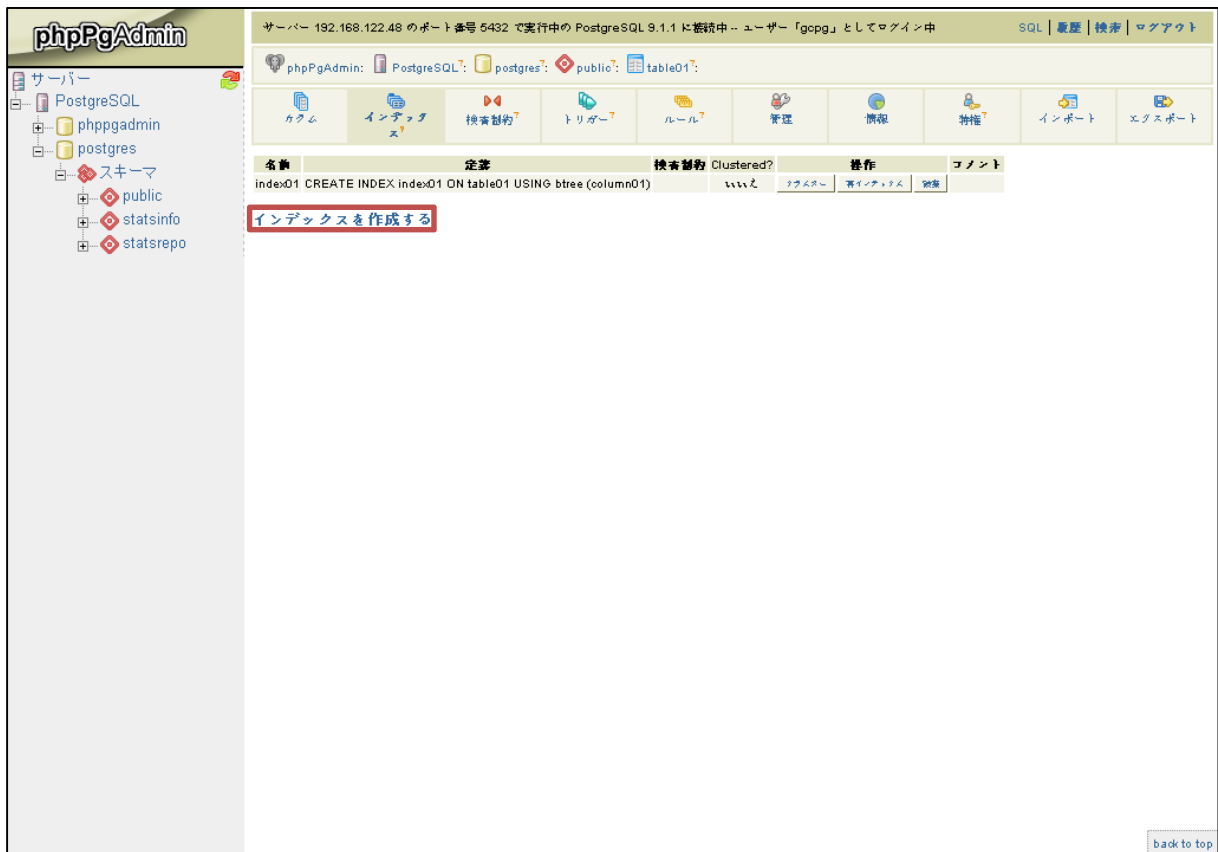 phpPgAdmin
サーバー
PostgreSQL
phppgadmin
postgres
スキーマ
public
statsinfo
statsrepo
サーバー 192.168.122.48 のポート番号 5432 で実行中の PostgreSQL 9.1.1 に接続中 -- ユーザー「gopg」としてログイン中
SQL | 履歴 | 検索 | ログアウト
phpPgAdmin: PostgreSQL?: postgres?: public?: table01?:
カラム
インデックス?
検査制約?
トリガー?
ルール?
管理
情報
特権?
インポート
エクスポート
名前 定義 検査制約 Clustered? 操作 コメント
index01 CREATE INDEX index01 ON table01 USING btree (column01) いいえ クラスター 再インデックス 破棄
インデックスを作成する
back to top